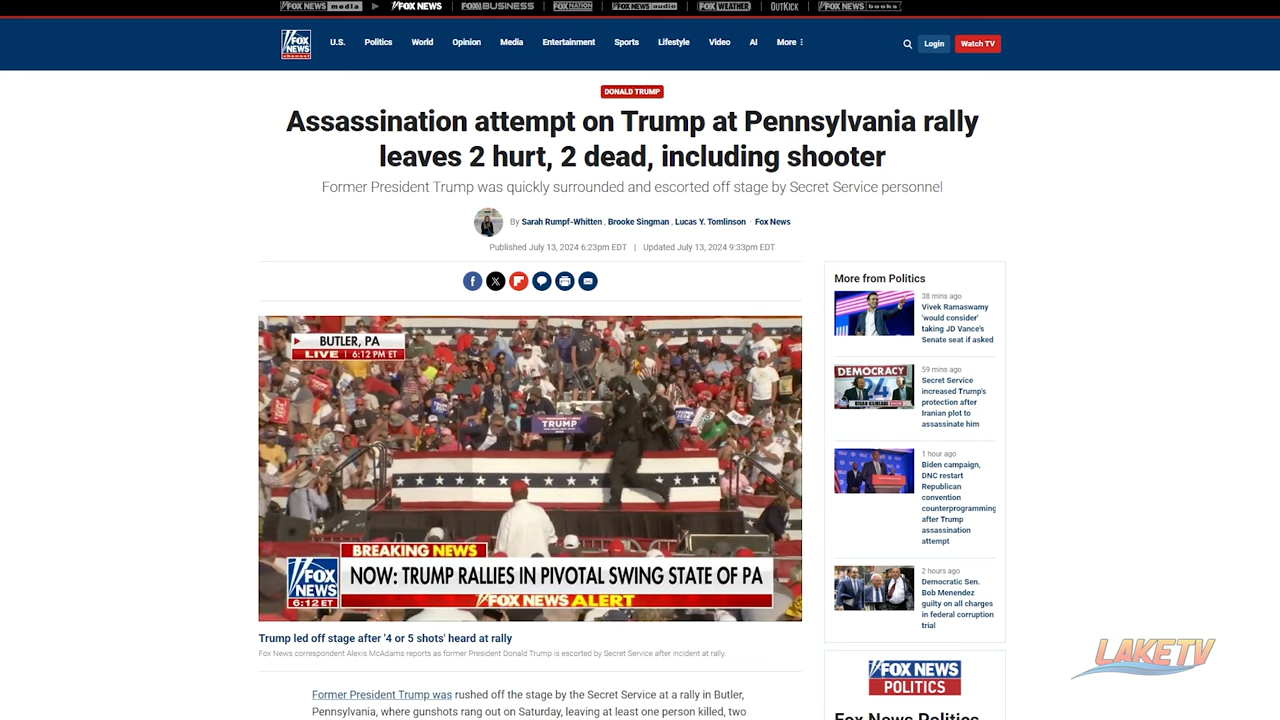 FOX NEWS media FOX NEWS FOX BUSINESS FOX NATION FOX NEWS audio FOX WEATHER OUTKICK FOX NEWS books
FOX NEWS channel
U.S. Politics World Opinion Media Entertainment Sports Lifestyle Video AI More
Login Watch TV
DONALD TRUMP
Assassination attempt on Trump at Pennsylvania rally
leaves 2 hurt, 2 dead, including shooter
Former President Trump was quickly surrounded and escorted off stage by Secret Service personnel
By Sarah Rumpf-Whitten , Brooke Singman , Lucas Y. Tomlinson · Fox News
Published July 13, 2024 6:23pm EDT | Updated July 13, 2024 9:33pm EDT
BUTLER, PA
LIVE | 6:12 PM ET
TRUMP
BREAKING NEWS
FOX NEWS
6:12 ET
NOW: TRUMP RALLIES IN PIVOTAL SWING STATE OF PA
FOX NEWS ALERT
Trump led off stage after '4 or 5 shots' heard at rally
Fox News correspondent Alexis McAdams reports as former President Donald Trump is escorted by Secret Service after incident at rally.
Former President Trump was rushed off the stage by the Secret Service at a rally in Butler,
Pennsylvania, where gunshots rang out on Saturday, leaving at least one person killed, two
More from Politics
38 mins ago
Vivek Ramaswamy
'would consider'
taking JD Vance's
Senate seat if asked
DEMOCRACY
24
59 mins ago
Secret Service
increased Trump's
protection after
Iranian plot to
assassinate him
1 hour ago
Biden campaign,
DNC restart
Republican
convention
counterprogramming
after Trump
assassination
attempt
2 hours ago
Democratic Sen.
Bob Menendez
guilty on all charges
in federal corruption
trial
FOX NEWS
POLITICS
Fox News Politics
LAKETV